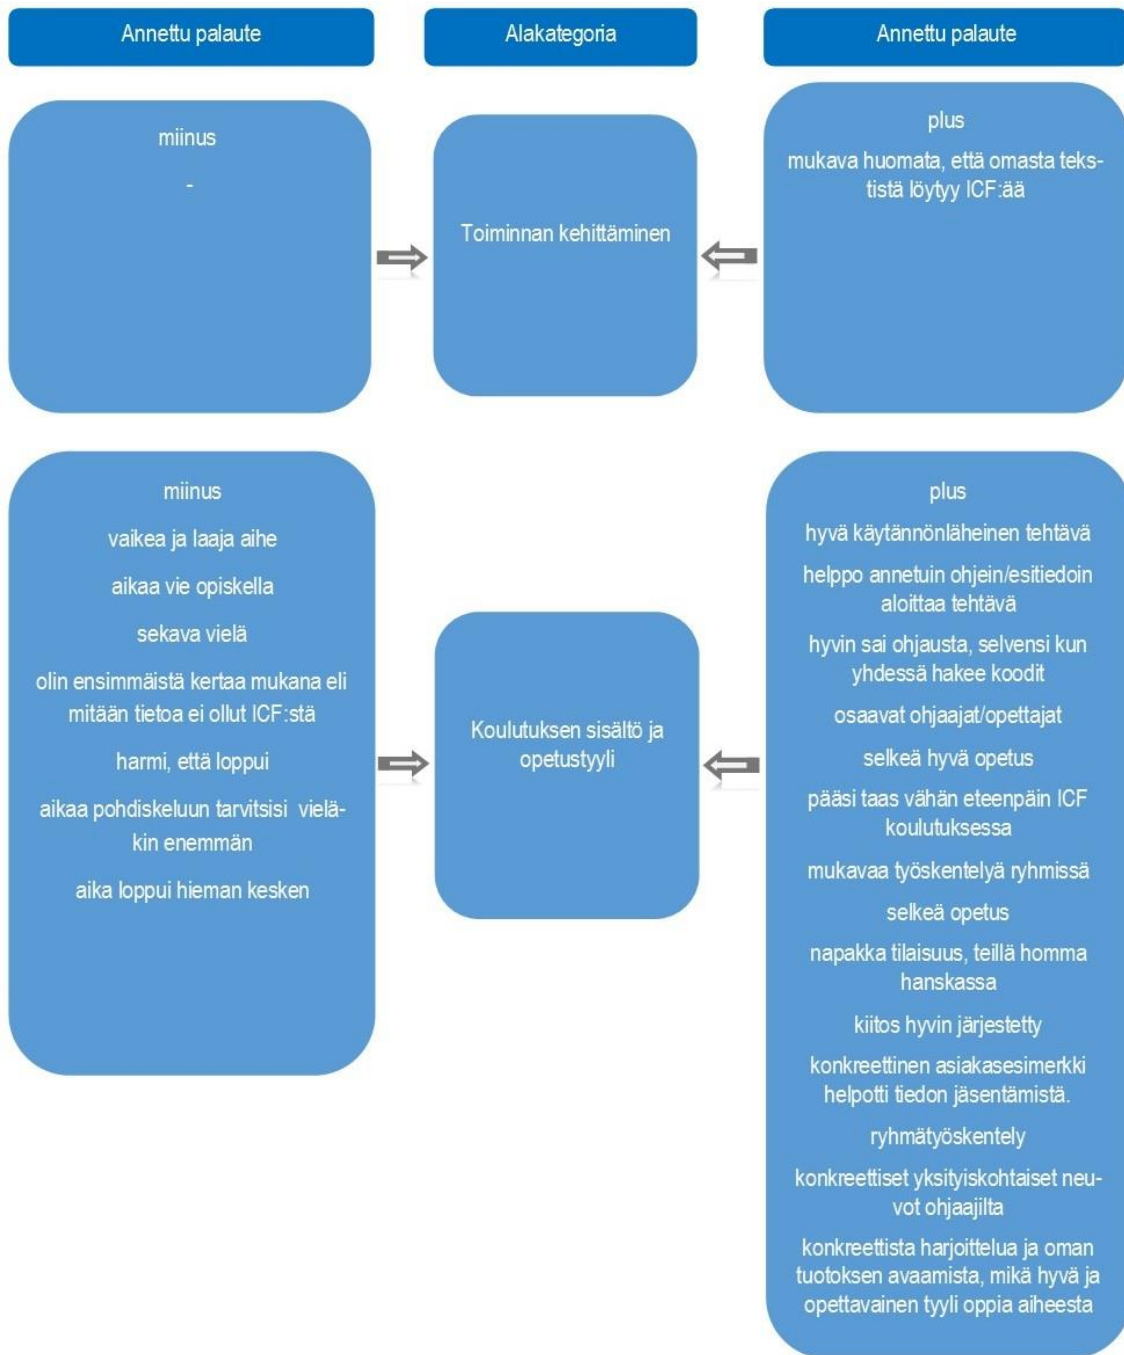 Annettu palaute
Alakategoria
Annettu palaute
miinus
-
Toiminnan kehittäminen
plus
mukava huomata, että omasta teks-
tistä löytyy ICF:ää
miinus
vaikea ja laaja aihe
aikaa vie opiskella
sekava vielä
olin ensimmäistä kertaa mukana eli
mitään tietoa ei ollut ICF:stä
harmi, että loppui
aikaa pohdiskeluun tarvitsisi vielä-
kin enemmän
aika loppui hieman kesken
Koulutuksen sisältö ja
opetustyyli
plus
hyvä käytännönläheinen tehtävä
helppo annetuin ohjein/esitiedoin
aloittaa tehtävä
hyvin sai ohjausta, selvensi kun
yhdessä hakee koodit
osaavat ohjaajat/opettajat
selkeä hyvä opetus
pääsi taas vähän eteenpäin ICF
koulutuksessa
mukavaa työskentelyä ryhmissä
selkeä opetus
napakka tilaisuus, teillä homma
hanskassa
kiitos hyvin järjestetty
konkreettinen asiakasesimerkki
helpotti tiedon jäsentämistä.
ryhmätyöskentely
konkreettiset yksityiskohtaiset neu-
vot ohjaajilta
konkreettista harjoittelua ja oman
tuotoksen avaamista, mikä hyvä ja
opettavainen tyyli oppia aiheesta